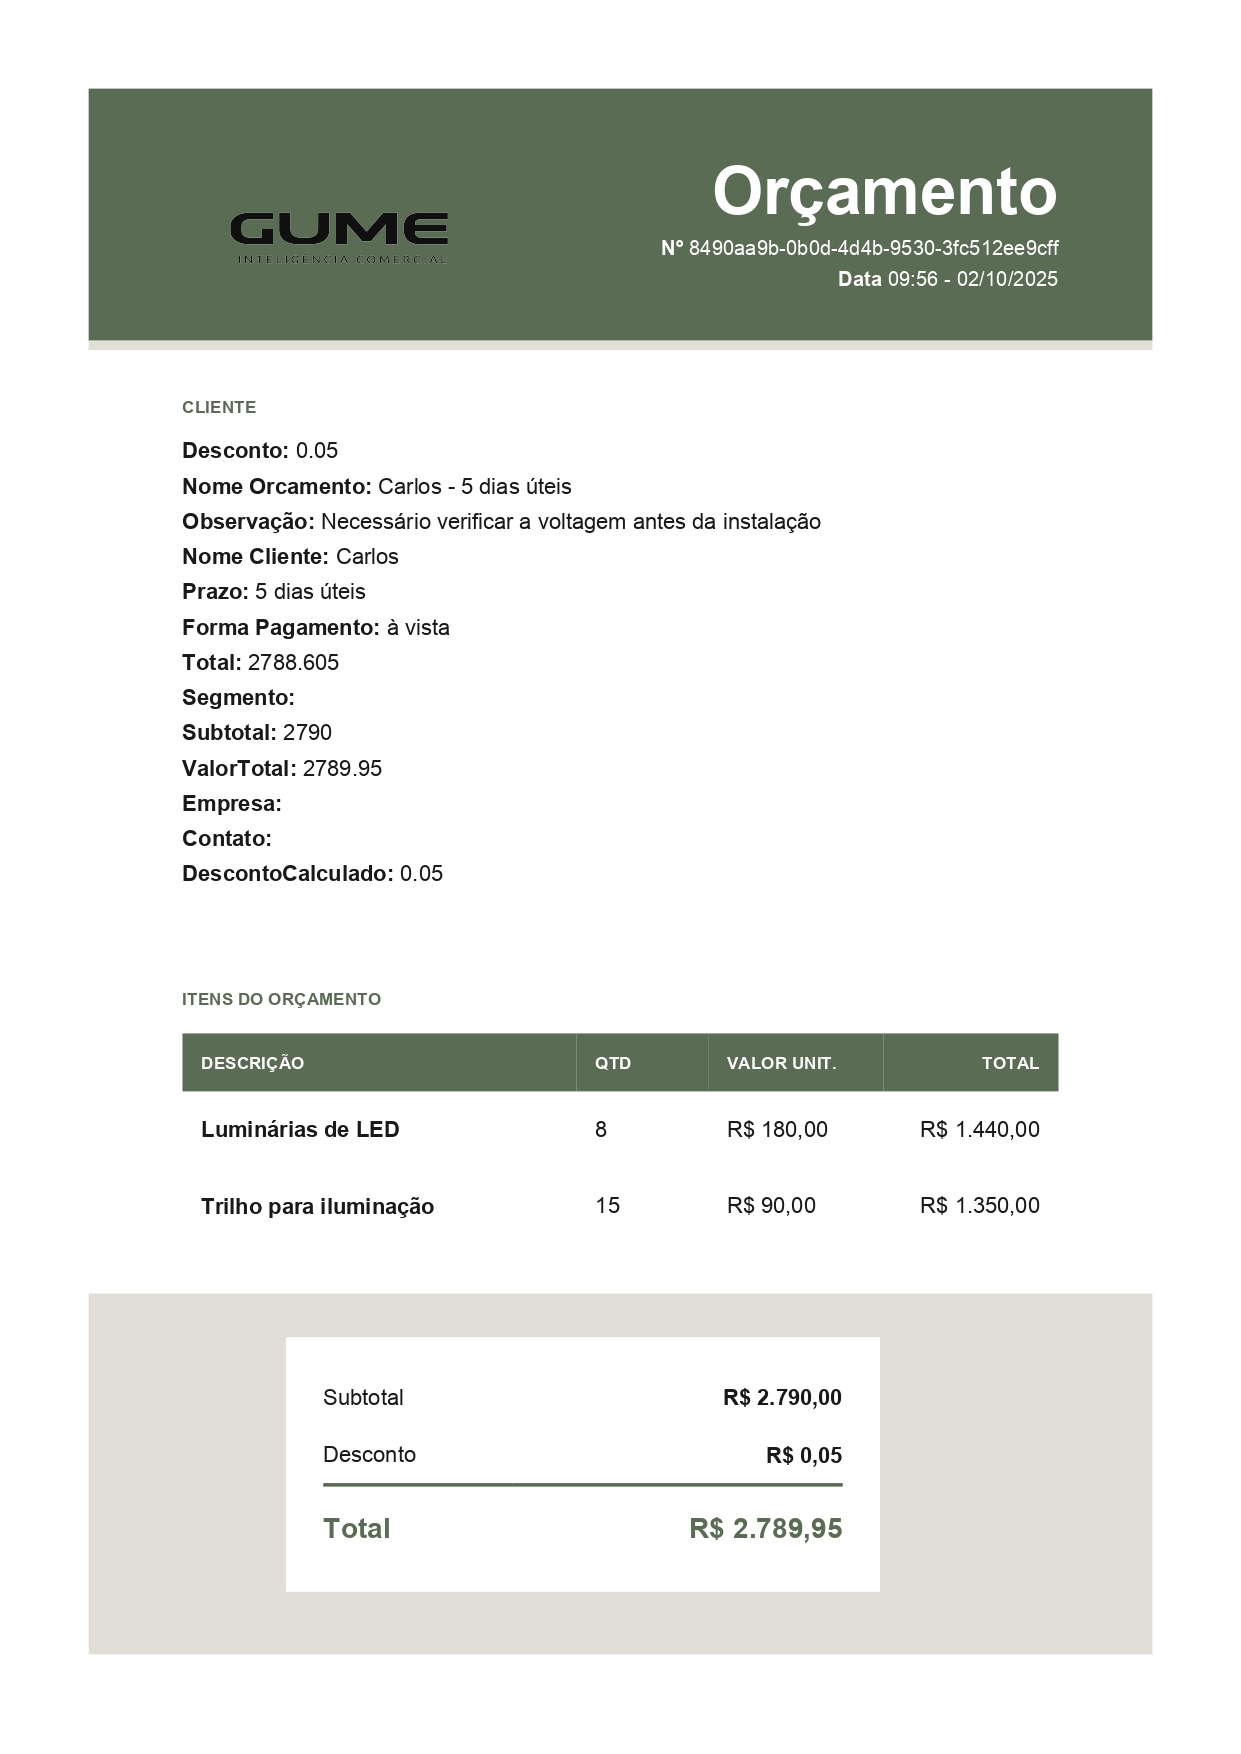 GUME
INTELIGENCIA COMERCIAL
Orçamento
Nº 8490aa9b-0b0d-4d4b-9530-3fc512ee9cff
Data 09:56 - 02/10/2025
CLIENTE
Desconto: 0.05
Nome Orcamento: Carlos - 5 dias úteis
Observação: Necessário verificar a voltagem antes da instalação
Nome Cliente: Carlos
Prazo: 5 dias úteis
Forma Pagamento: à vista
Total: 2788.605
Segmento:
Subtotal: 2790
ValorTotal: 2789.95
Empresa:
Contato:
DescontoCalculado: 0.05
ITENS DO ORÇAMENTO
DESCRIÇÃO QTD VALOR UNIT. TOTAL
Luminárias de LED 8 R$ 180,00 R$ 1.440,00
Trilho para iluminação 15 R$ 90,00 R$ 1.350,00
Subtotal R$ 2.790,00
Desconto R$ 0,05
Total R$ 2.789,95